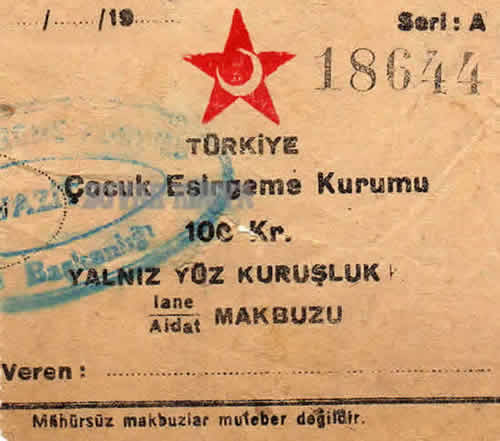 ...../......./19.....
Seri: A
18644
TÜRKİYE
Çocuk Esirgeme Kurumu
100 Kr.
YALNIZ YÜZ KURUŞLUK
İane
Aidat MAKBUZU
Başkanlığı
Veren : ..........................................
Mühürsüz makbuzlar muteber değildir.